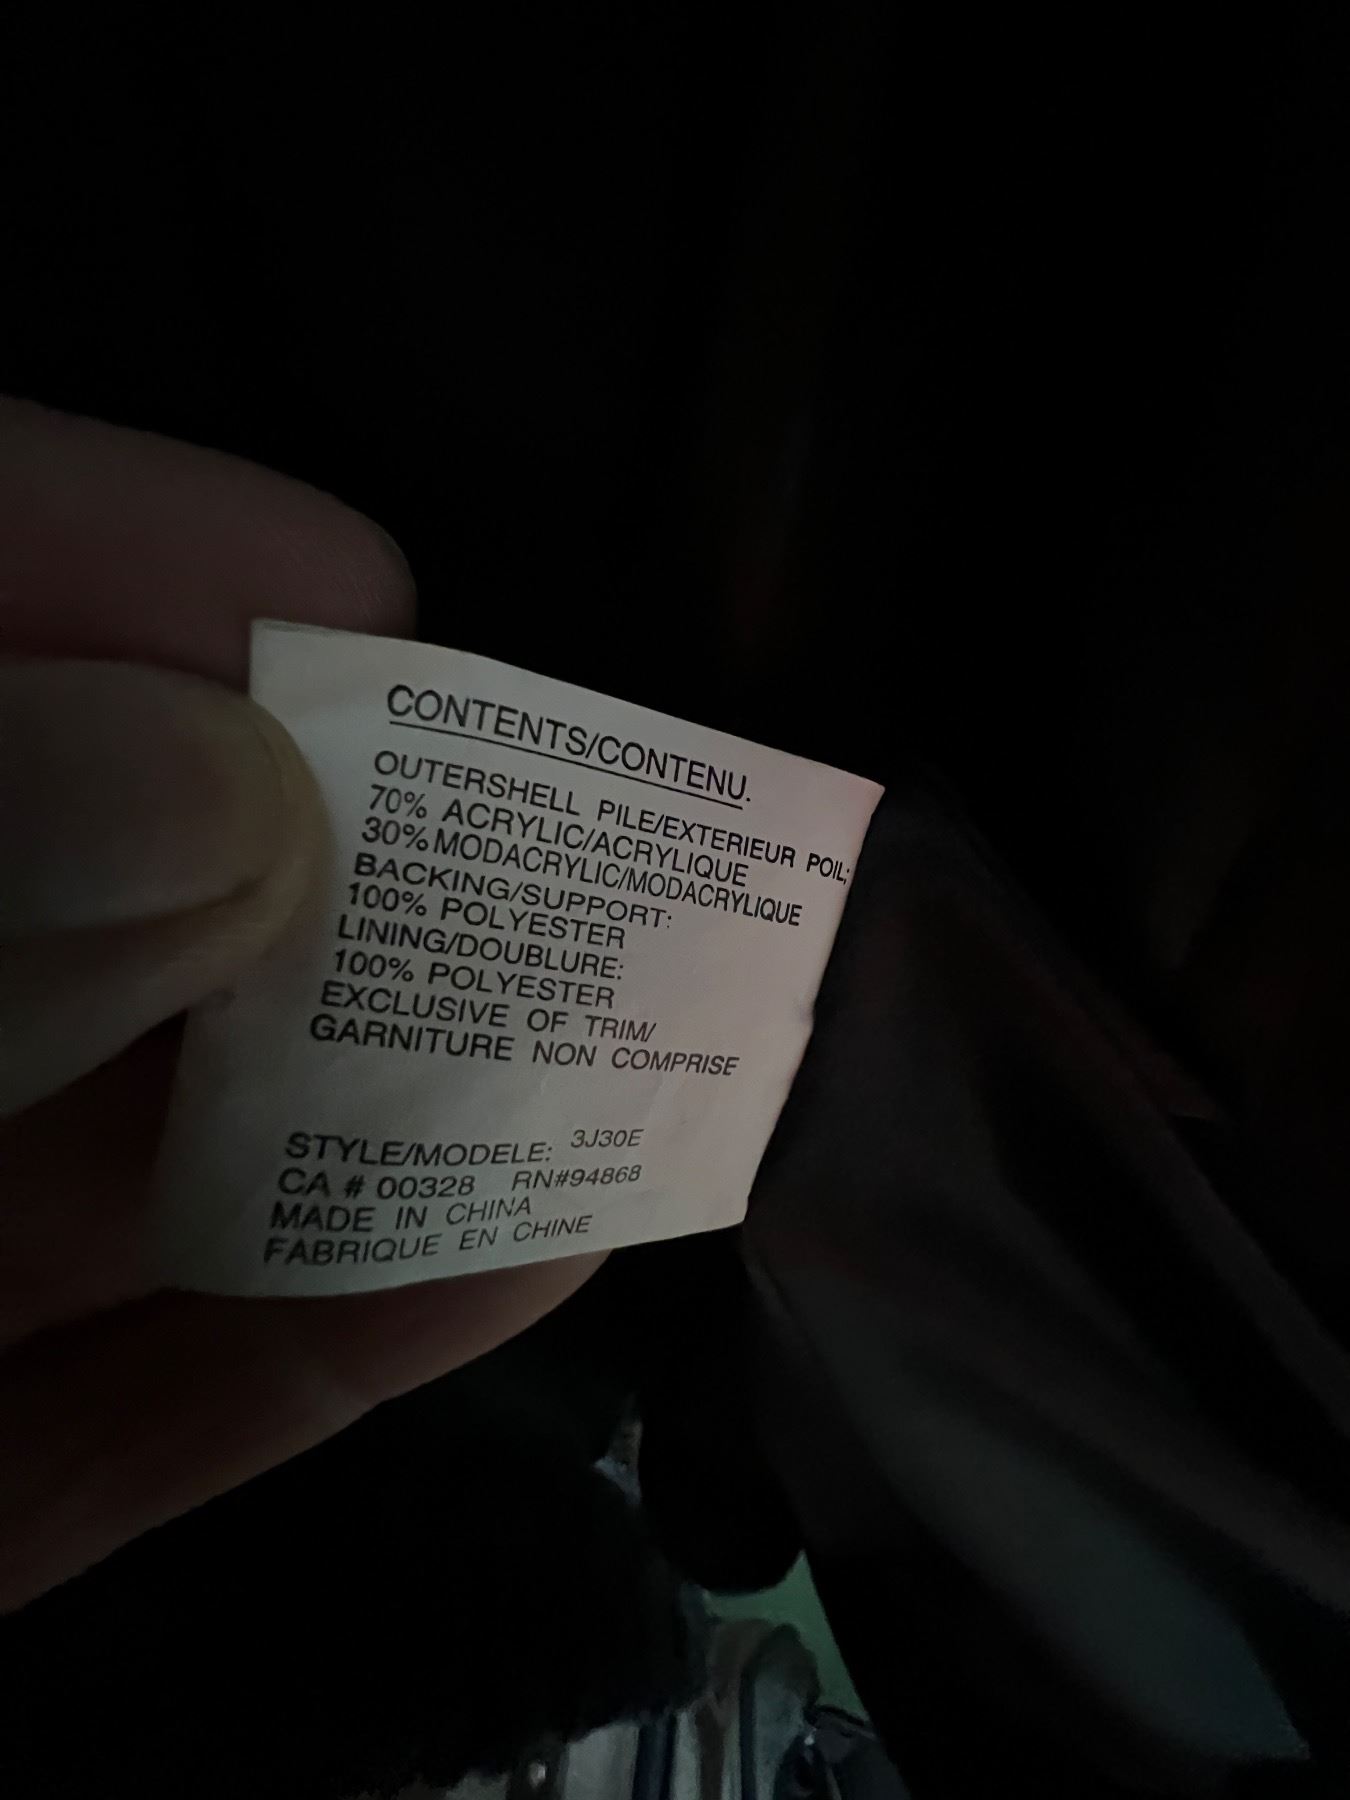 CONTENTS/CONTENU.
OUTERSHELL PILE/EXTERIEUR POIL;
70% ACRYLIC/ACRYLIQUE
30% MODACRYLIC/MODACRYLIQUE
BACKING/SUPPORT:
100% POLYESTER
LINING/DOUBLURE:
100% POLYESTER
EXCLUSIVE OF TRIM/
GARNITURE NON COMPRISE
STYLE/MODELE: 3J30E
CA # 00328 RN#94868
MADE IN CHINA
FABRIQUE EN CHINE